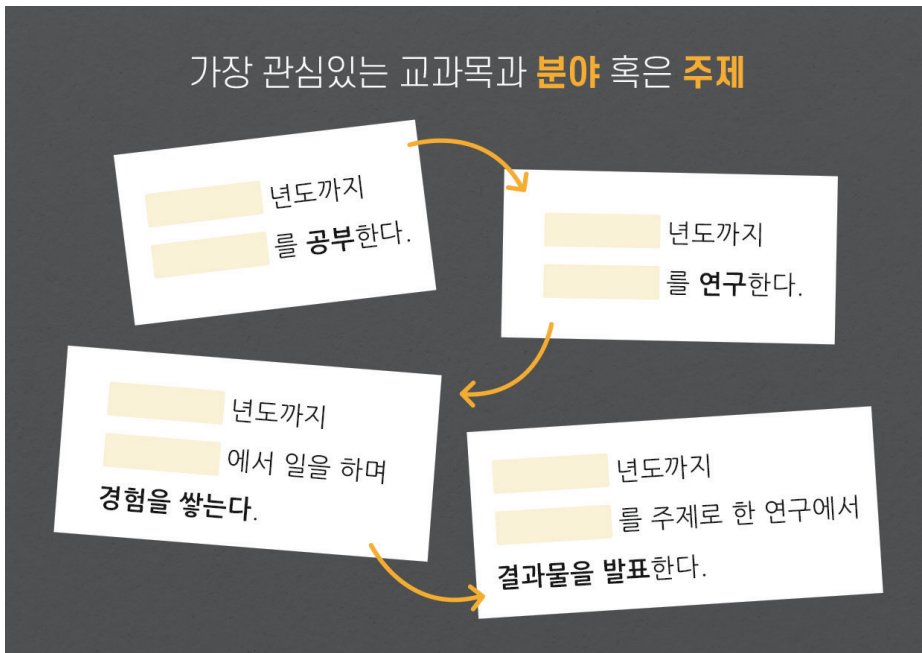 가장 관심있는 교과목과 분야 혹은 주제
년도까지
를 공부한다.
년도까지
를 연구한다.
년도까지
에서 일을 하며
경험을 쌓는다.
년도까지
를 주제로 한 연구에서
결과물을 발표한다.